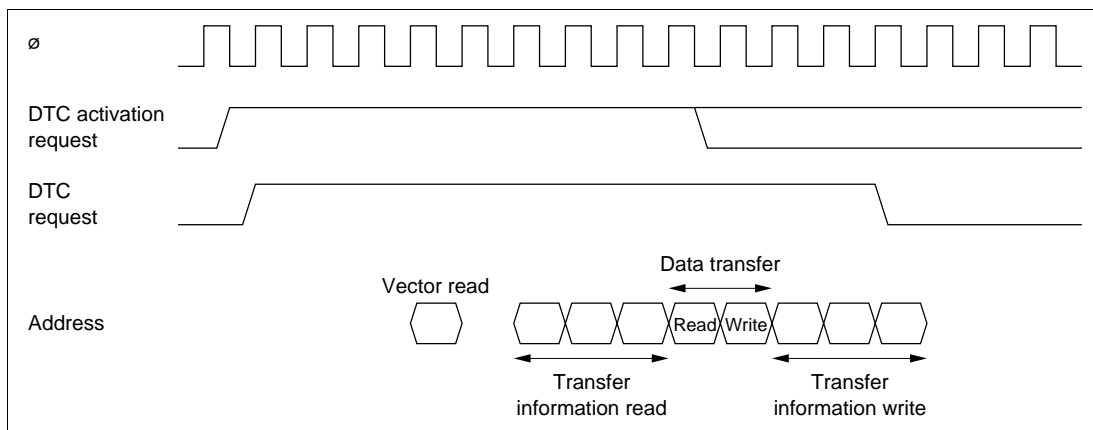 ø
DTC activation
request
DTC
request
Data transfer
Vector read
Address
Read
Write
Transfer
information read
Transfer
information write